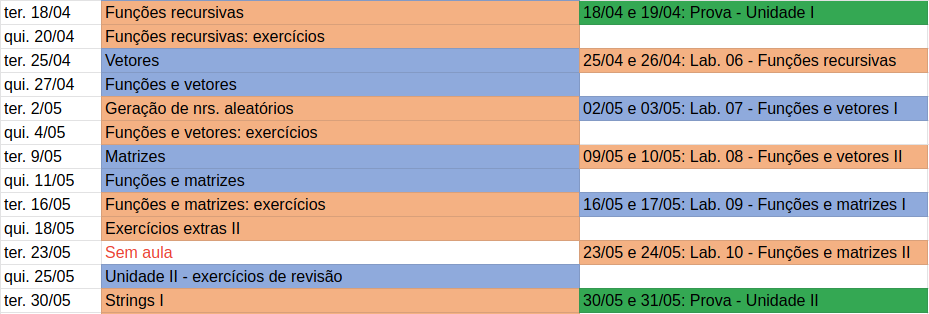 ter. 18/04 Funções recursivas 18/04 e 19/04: Prova - Unidade I
qui. 20/04 Funções recursivas: exercícios
ter. 25/04 Vetores 25/04 e 26/04: Lab. 06 - Funções recursivas
qui. 27/04 Funções e vetores
ter. 2/05 Geração de nrs. aleatórios 02/05 e 03/05: Lab. 07 - Funções e vetores I
qui. 4/05 Funções e vetores: exercícios
ter. 9/05 Matrizes 09/05 e 10/05: Lab. 08 - Funções e vetores II
qui. 11/05 Funções e matrizes
ter. 16/05 Funções e matrizes: exercícios 16/05 e 17/05: Lab. 09 - Funções e matrizes I
qui. 18/05 Exercícios extras II
ter. 23/05 Sem aula 23/05 e 24/05: Lab. 10 - Funções e matrizes II
qui. 25/05 Unidade II - exercícios de revisão
ter. 30/05 Strings I 30/05 e 31/05: Prova - Unidade II